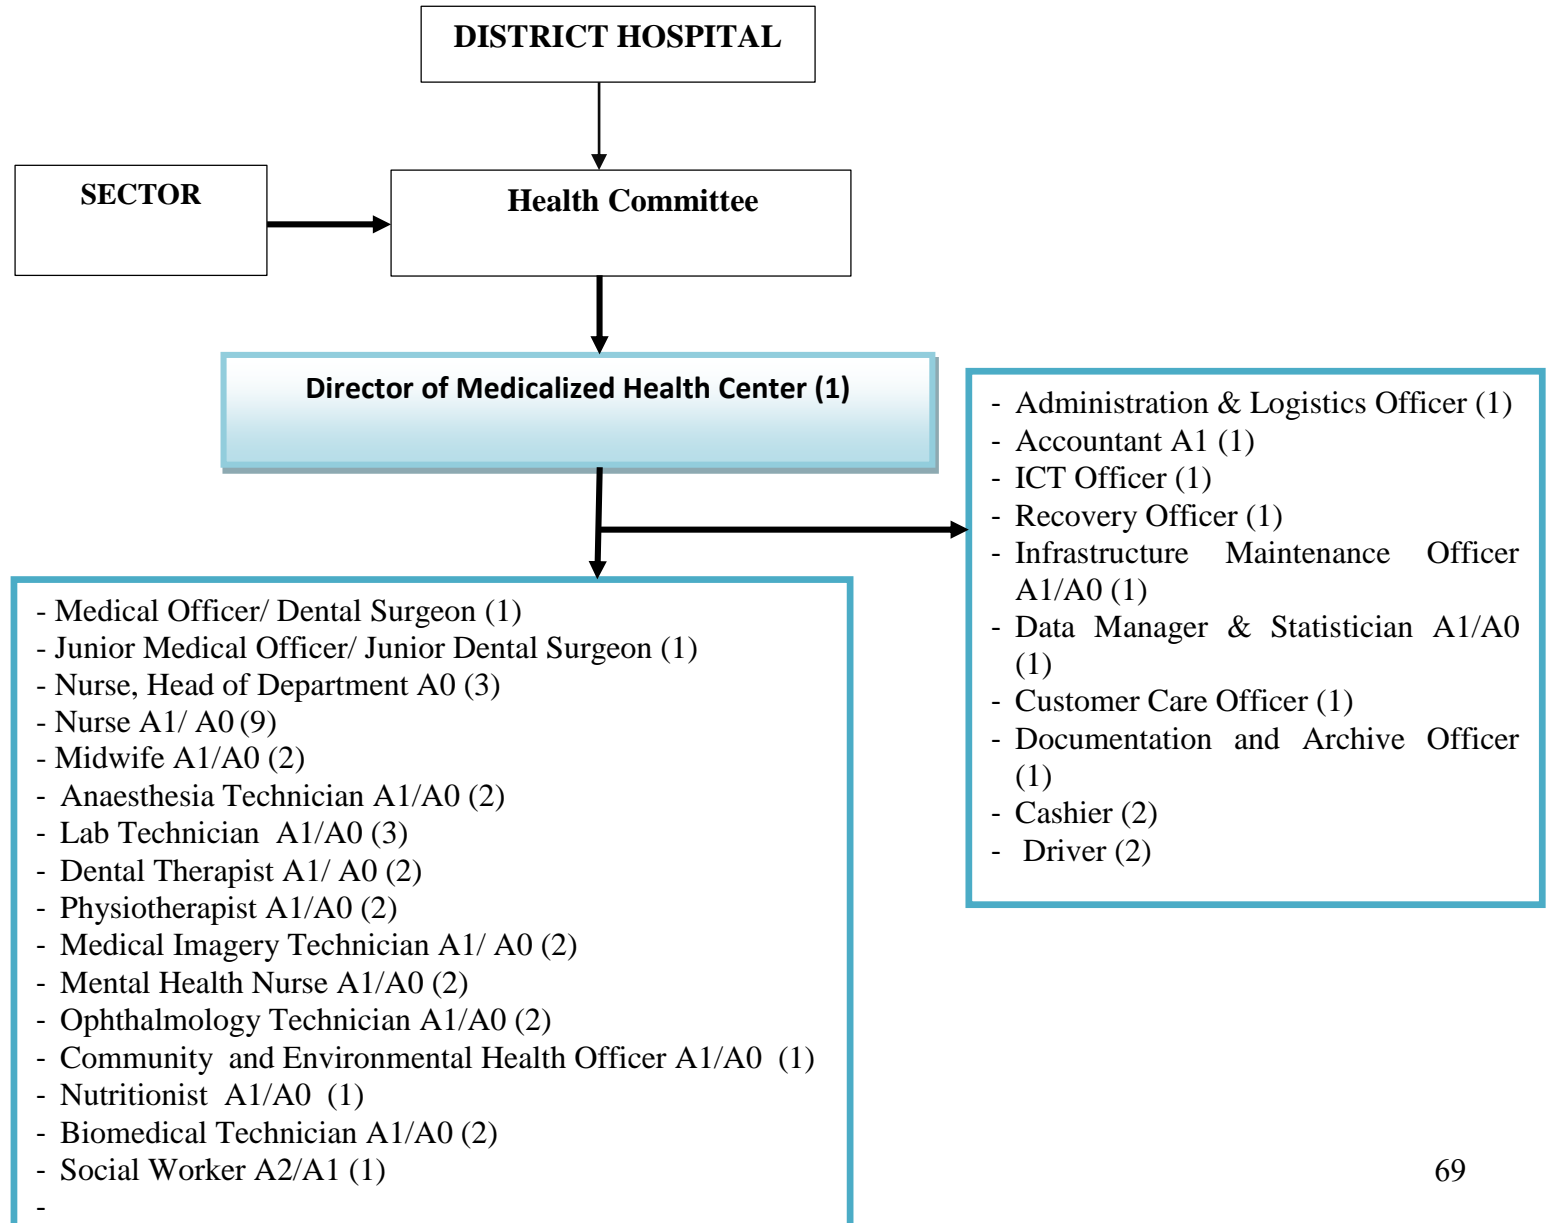 DISTRICT HOSPITAL
SECTOR
Health Committee
Director of Medicalized Health Center (1)
- Administration & Logistics Officer (1)
- Accountant A1 (1)
- ICT Officer (1)
- Recovery Officer (1)
- Infrastructure Maintenance Officer
A1/A0 (1)
- Data Manager & Statistician A1/A0
(1)
- Customer Care Officer (1)
- Documentation and Archive Officer
(1)
- Cashier (2)
- Driver (2)
- Medical Officer/ Dental Surgeon (1)
- Junior Medical Officer/ Junior Dental Surgeon (1)
- Nurse, Head of Department A0 (3)
- Nurse A1/ A0 (9)
- Midwife A1/A0 (2)
- Anaesthesia Technician A1/A0 (2)
- Lab Technician A1/A0 (3)
- Dental Therapist A1/ A0 (2)
- Physiotherapist A1/A0 (2)
- Medical Imagery Technician A1/ A0 (2)
- Mental Health Nurse A1/A0 (2)
- Ophthalmology Technician A1/A0 (2)
- Community and Environmental Health Officer A1/A0 (1)
- Nutritionist A1/A0 (1)
- Biomedical Technician A1/A0 (2)
- Social Worker A2/A1 (1)
-
69